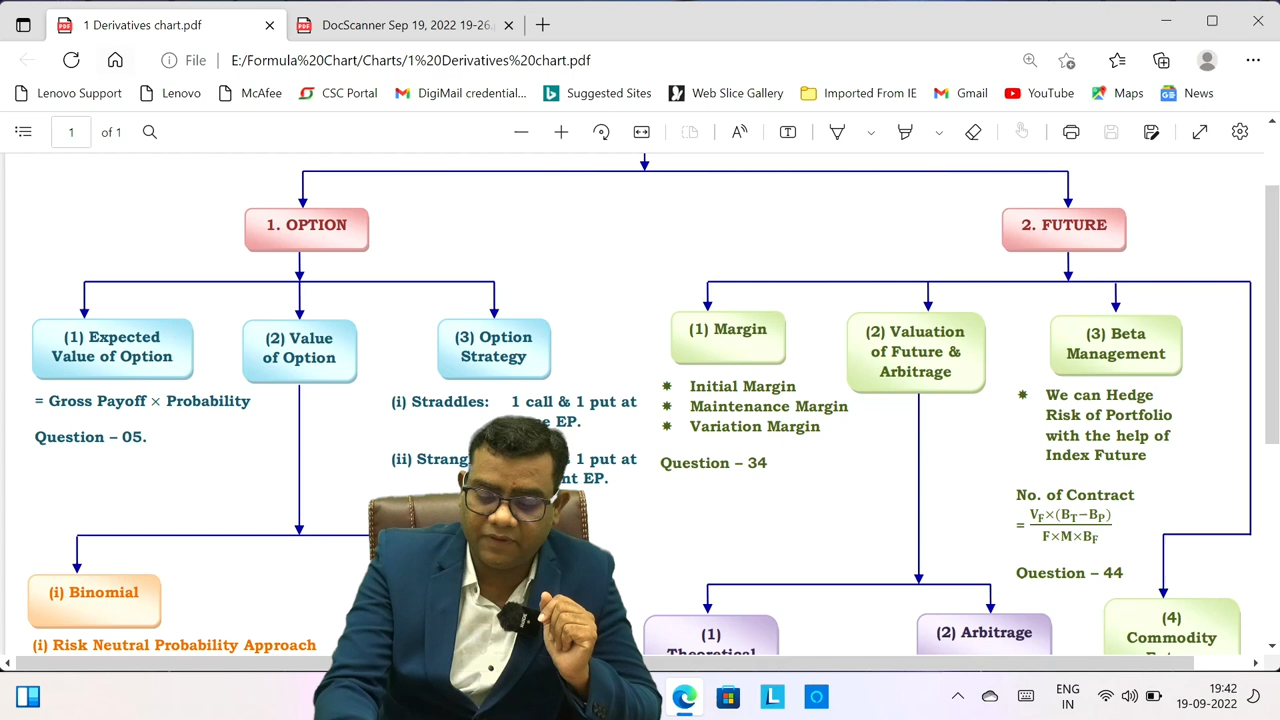 1 Derivatives chart.pdf
DocScanner Sep 19, 2022 19-26.
File
E:/Formula%20Chart/Charts/1%20Derivatives%20chart.pdf
Lenovo Support
Lenovo
McAfee
CSC Portal
DigiMail credential...
Suggested Sites
Web Slice Gallery
Imported From IE
Gmail
YouTube
Maps
News
1 of 1
1. OPTION
2. FUTURE
(1) Expected
Value of Option
(2) Value
of Option
(3) Option
Strategy
(1) Margin
(2) Valuation
of Future &
Arbitrage
(3) Beta
Management
= Gross Payoff × Probability
Question – 05.
(i) Straddles: 1 call & 1 put at
EP.
(ii) & 1 put at
EP.
✷ Initial Margin
✷ Maintenance Margin
✷ Variation Margin
Question – 34
✷ We can Hedge
Risk of Portfolio
with the help of
Index Future
No. of Contract
= V_F×(B_T−B_P)
F×M×B_F
Question – 44
(i) Binomial
(i) Risk Neutral Probability Approach
(1)
Theoretical
(2) Arbitrage
(4)
Commodity
ENG
IN
19:42
19-09-2022